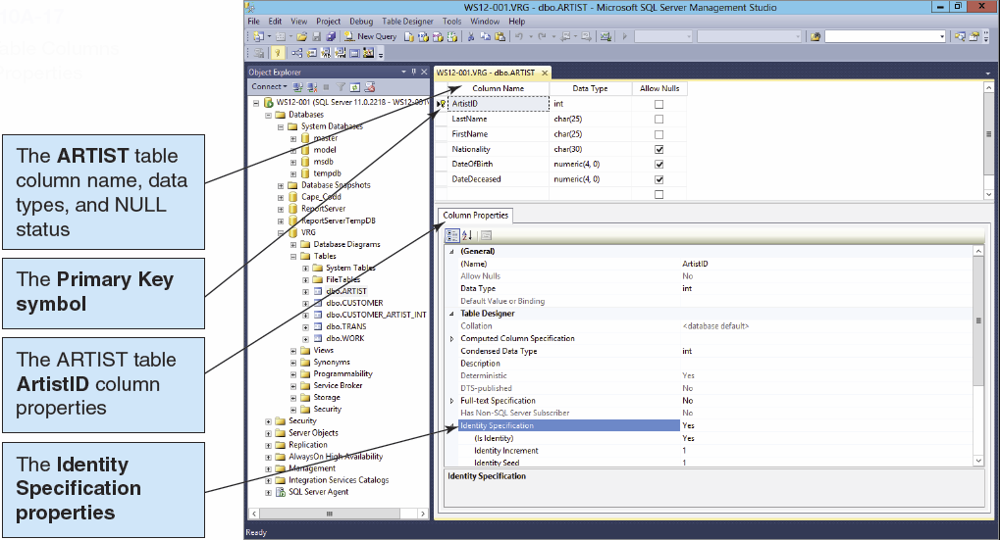 10A-17
Columns
Properties
WS12-001.VRG - dbo.ARTIST - Microsoft SQL Server Management Studio
File Edit View Project Debug Table Designer Tools Window Help
New Query
Object Explorer
Connect
WS12-001 (SQL Server 11.0.2218 - WS12-001\
Databases
System Databases
master
model
msdb
tempdb
Database Snapshots
Cape_Codd
ReportServer
ReportServerTempDB
VRG
Database Diagrams
Tables
System Tables
FileTables
dbo.ARTIST
dbo.CUSTOMER
dbo.CUSTOMER_ARTIST_INT
dbo.TRANS
dbo.WORK
Views
Synonyms
Programmability
Service Broker
Storage
Security
Security
Server Objects
Replication
AlwaysOn High Availability
Management
Integration Services Catalogs
SQL Server Agent
WS12-001.VRG - dbo.ARTIST
Column Name Data Type Allow Nulls
ArtistID int
LastName char(25)
FirstName char(25)
Nationality char(30)
DateOfBirth numeric(4, 0)
DateDeceased numeric(4, 0)
Column Properties
(General)
(Name) ArtistID
Allow Nulls No
Data Type int
Default Value or Binding
Table Designer
Collation <database default>
Computed Column Specification
Condensed Data Type int
Description
Deterministic Yes
DTS-published No
Full-text Specification No
Has Non-SQL Server Subscriber No
Identity Specification Yes
(Is Identity) Yes
Identity Increment 1
Identity Seed 1
Identity Specification
Ready
The ARTIST table
column name, data
types, and NULL
status
The Primary Key
symbol
The ARTIST table
ArtistID column
properties
The Identity
Specification
properties